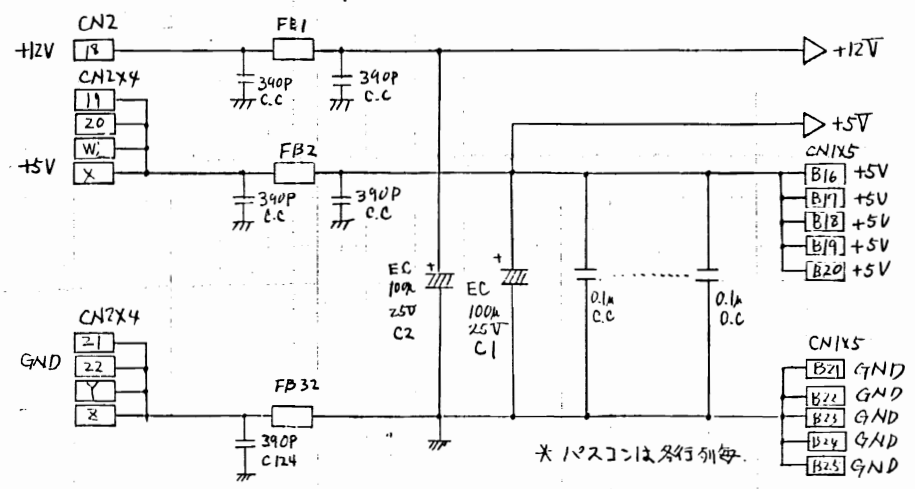 CN2
FB1
+12V 18 +12V
390P
C.C
390P
C.C
CN2X4
19
20
W
+5V X
FB2
+5V
CN1X5
390P
C.C
390P
C.C
B16 +5V
B17 +5V
B18 +5V
B19 +5V
B20 +5V
+
EC
100μ
25V
C2
+
EC
100μ
25V
C1
0.1μ
C.C
0.1μ
CN2X4
21
GND 22
Y
Z
FB32
390P
C124
CN1X5
B21 GND
B22 GND
B23 GND
B24 GND
B25 GND
* パスコンは各行列毎.